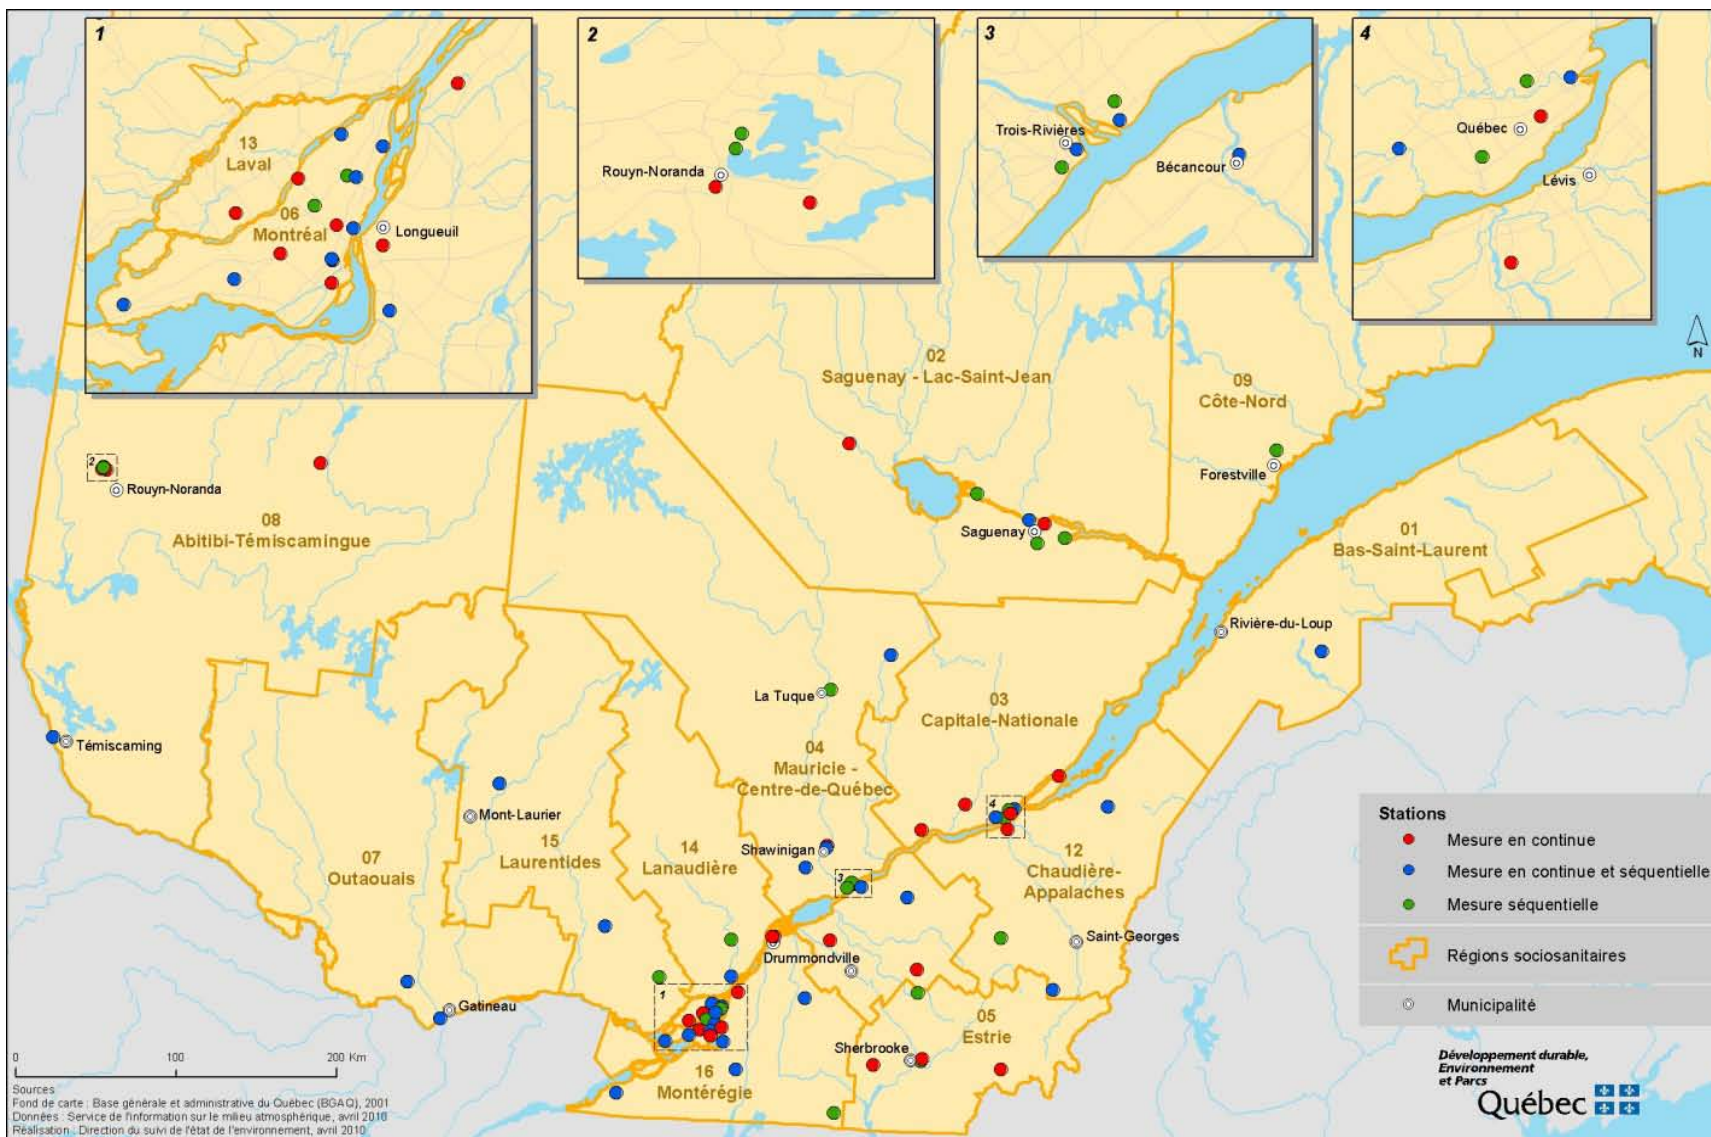 1
13
Laval
06
Montréal
Longueuil
2
Rouyn-Noranda
3
Trois-Rivières
Bécancour
4
Québec
Lévis
N
02
Saguenay - Lac-Saint-Jean
09
Côte-Nord
Forestville
2
Rouyn-Noranda
08
Abitibi-Témiscamingue
Saguenay
01
Bas-Saint-Laurent
Rivière-du-Loup
La Tuque
03
Capitale-Nationale
Témiscaming
04
Mauricie -
Centre-de-Québec
Mont-Laurier
15
Laurentides
14
Lanaudière
07
Outaouais
Shawinigan
3
4
12
Chaudière-
Appalaches
Saint-Georges
Drummondville
1
Gatineau
05
Estrie
Sherbrooke
16
Montérégie
Stations
Mesure en continue
Mesure en continue et séquentielle
Mesure séquentielle
Régions sociosanitaires
Municipalité
0 100 200 Km
Sources
Fond de carte : Base générale et administrative du Québec (BGAQ), 2001
Données : Service de l'information sur le milieu atmosphérique, avril 2010
Réalisation : Direction du suivi de l'état de l'environnement, avril 2010
Développement durable,
Environnement
et Parcs
Québec